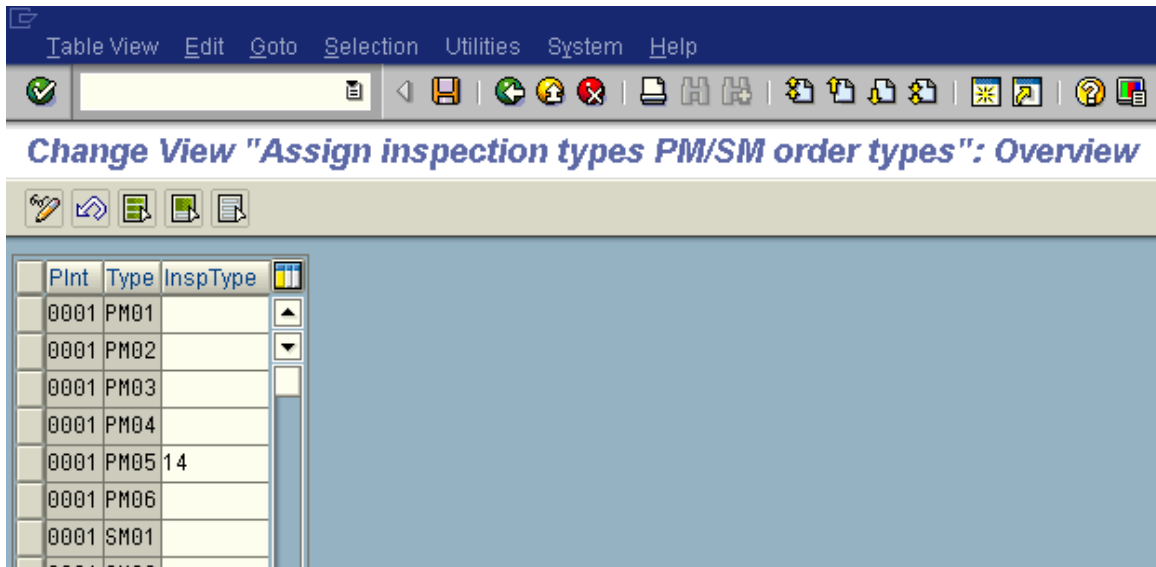 Table View Edit Goto Selection Utilities System Help
Change View "Assign inspection types PM/SM order types": Overview
Plnt Type InspType
0001 PM01
0001 PM02
0001 PM03
0001 PM04
0001 PM05 14
0001 PM06
0001 SM01